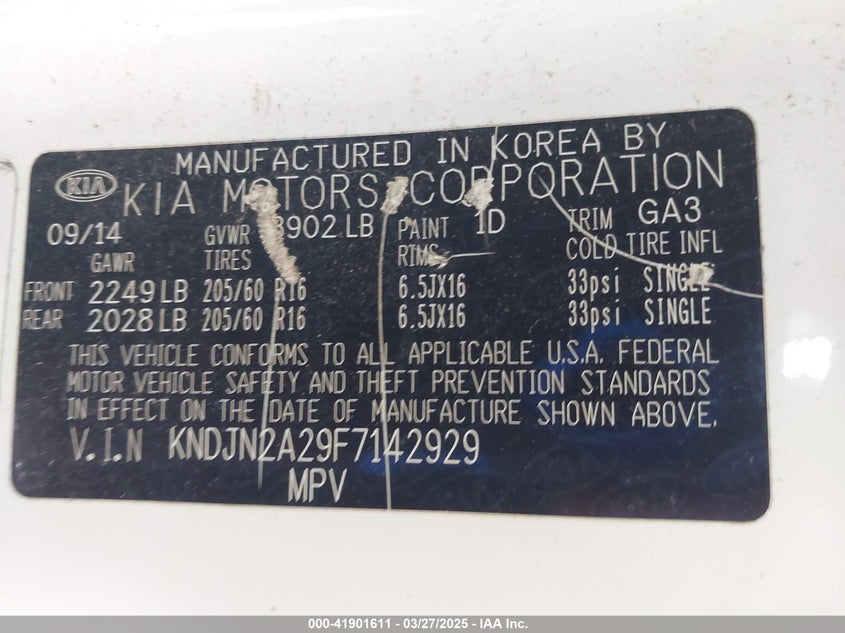 MANUFACTURED IN KOREA BY
KIA KIA MOTORS CORPORATION
09/14 GVWR 3902 LB PAINT 1D TRIM GA3
GAWR TIRES RIMS COLD TIRE INFL
FRONT 2249 LB 205/60 R16 6.5JX16 33psi SINGLE
REAR 2028 LB 205/60 R16 6.5JX16 33psi SINGLE
THIS VEHICLE CONFORMS TO ALL APPLICABLE U.S.A. FEDERAL
MOTOR VEHICLE SAFETY AND THEFT PREVENTION STANDARDS
IN EFFECT ON THE DATE OF MANUFACTURE SHOWN ABOVE.
V.I.N KNDJN2A29F7142929
MPV
000-41901611 - 03/27/2025 - IAA Inc.